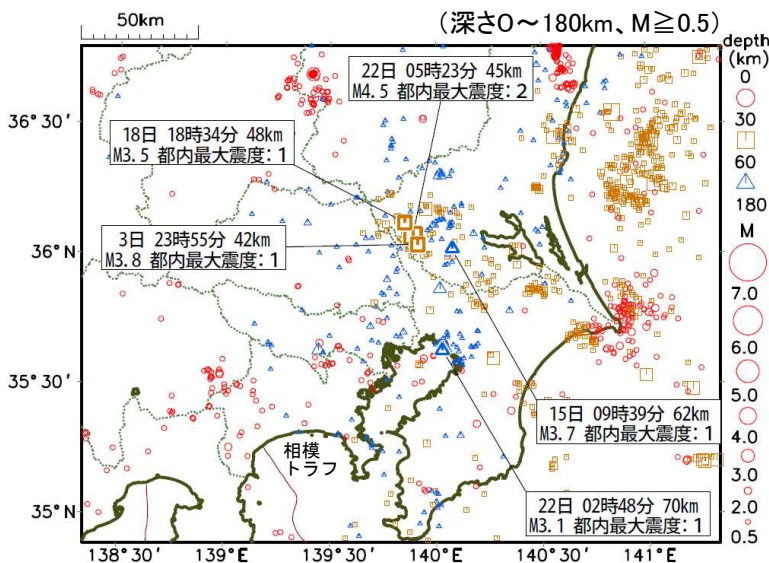 50km
(深さ0～180km、M≧0.5)
depth
(km)
0
30
60
180
M
7.0
6.0
5.0
4.0
3.0
2.0
0.5
22日 05時23分 45km
M4.5 都内最大震度：2
18日 18時34分 48km
M3.5 都内最大震度：1
3日 23時55分 42km
M3.8 都内最大震度：1
15日 09時39分 62km
M3.7 都内最大震度：1
22日 02時48分 70km
M3.1 都内最大震度：1
相模
トラフ
36° 30′
36° N
35° 30′
35° N
138° 30′
139° E
139° 30′
140° E
140° 30′
141° E